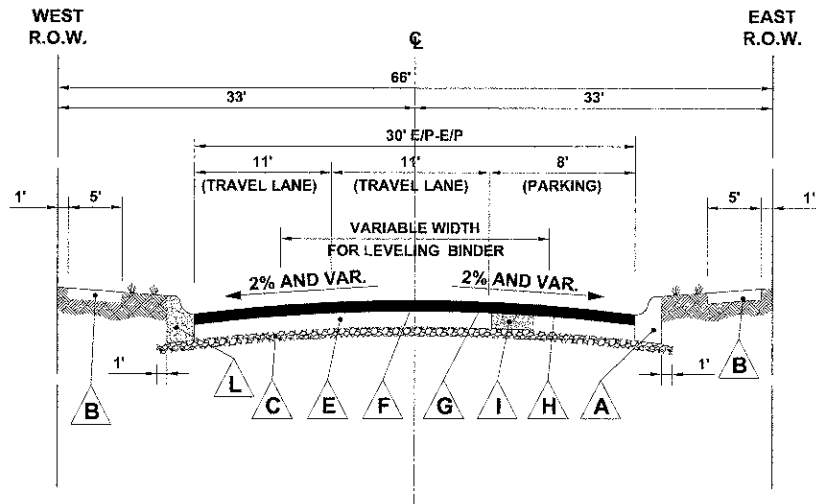 WEST
R.O.W.
℄
EAST
R.O.W.
66'
33'
33'
30' E/P-E/P
11'
11'
8'
(TRAVEL LANE)
(TRAVEL LANE)
(PARKING)
1'
5'
5'
1'
VARIABLE WIDTH
FOR LEVELING BINDER
2% AND VAR.
2% AND VAR.
1'
1'
B
L
C
E
F
G
I
H
A
B